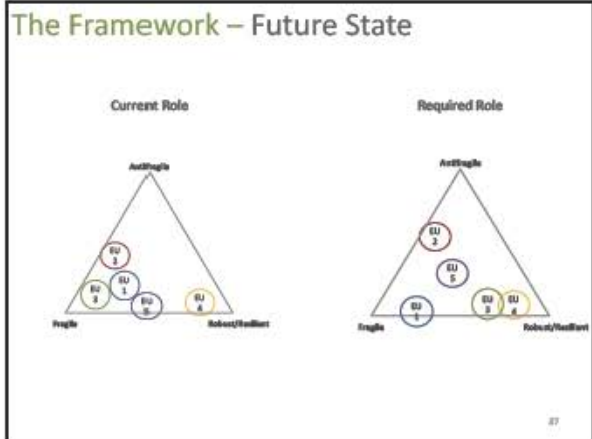 The Framework – Future State
Current Role
Required Role
Antifragile
EU
2
EU
1
EU
3
EU
5
EU
4
Fragile
Robust/Resilient
Antifragile
EU
2
EU
5
EU
3
EU
4
EU
1
Fragile
Robust/Resilient
87